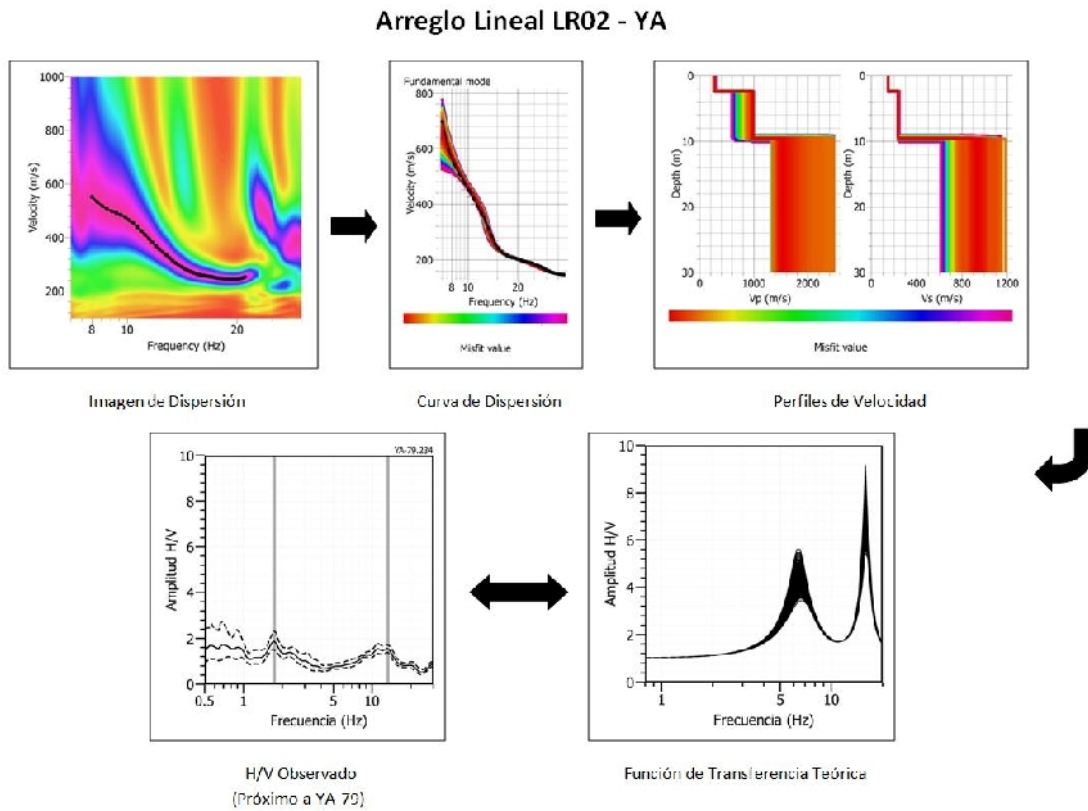 Arreglo Lineal LR02 - YA
1000
800
600
400
200
Velocity (m/s)
8 10 20
Frequency (Hz)
Imagen de Dispersión
Fundamental mode
800
600
400
200
Velocity (m/s)
8 10 20
Frequency (Hz)
Misfit value
Curva de Dispersión
0
10
20
30
Depth (m)
0 1000 2000
Vp (m/s)
0
10
20
30
Depth (m)
0 400 800 1200
Vs (m/s)
Misfit value
Perfiles de Velocidad
YA-79.234
10
8
6
4
2
0
Amplitud H/V
0.5 1 10
Frecuencia (Hz)
H/V Observado
(Próximo a YA 79)
10
8
6
4
2
0
Amplitud H/V
1 5 10
Frecuencia (Hz)
Función de Transferencia Teórica